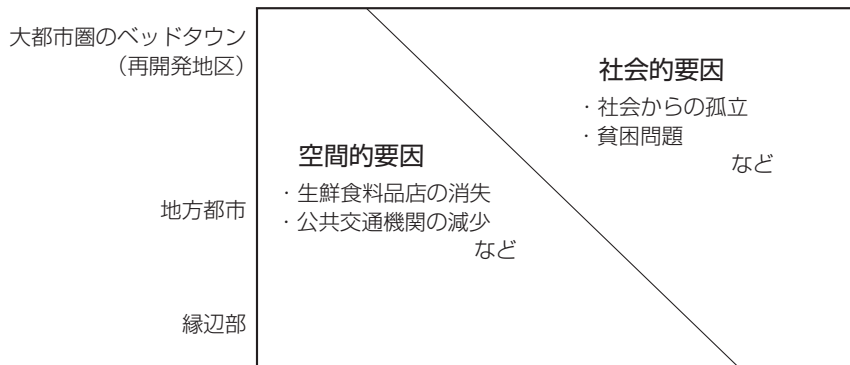 大都市圏のベッドタウン
（再開発地区）
地方都市
縁辺部
空間的要因
・生鮮食料品店の消失
・公共交通機関の減少
など
社会的要因
・社会からの孤立
・貧困問題
など